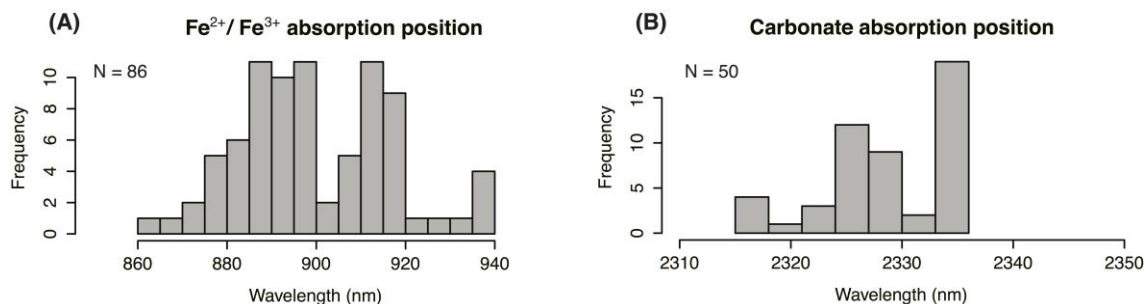 (A) Fe²⁺/ Fe³⁺ absorption position
N = 86
Frequency
0 2 4 6 8 10
860 880 900 920 940
Wavelength (nm)
(B) Carbonate absorption position
N = 50
Frequency
0 5 10 15
2310 2320 2330 2340 2350
Wavelength (nm)